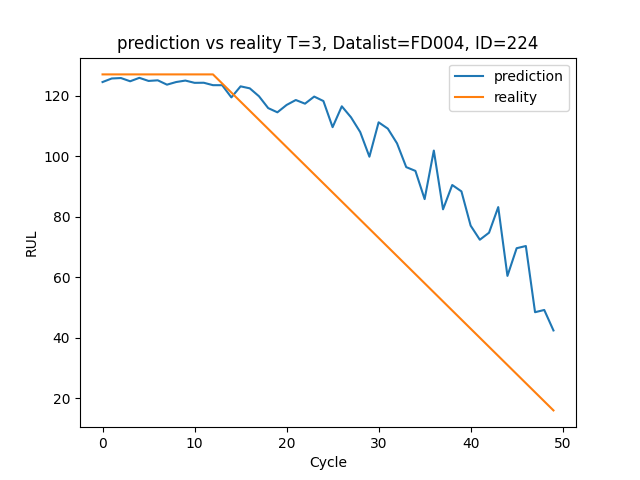 prediction vs reality T=3, Datalist=FD004, ID=224
prediction
reality
RUL
120
100
80
60
40
20
0 10 20 30 40 50
Cycle